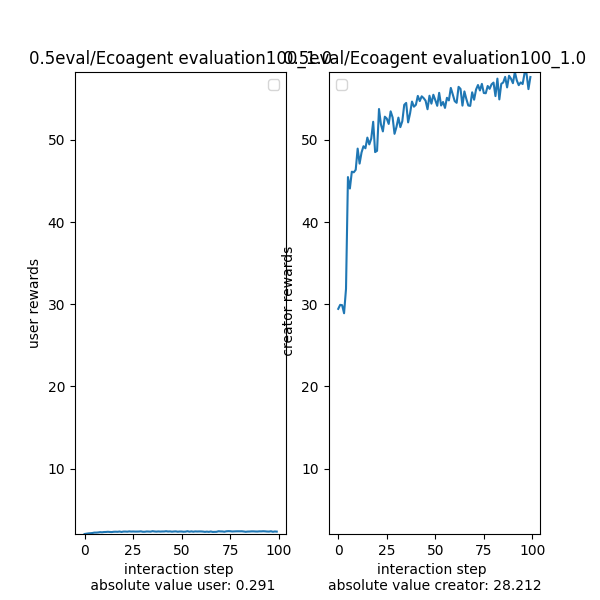 0.5eval/Ecoagent evaluation100_1.0
0.5eval/Ecoagent evaluation100_1.0
user rewards
50
40
30
20
10
0
25
50
75
100
interaction step
absolute value user: 0.291
creator rewards
50
40
30
20
10
0
25
50
75
100
interaction step
absolute value creator: 28.212